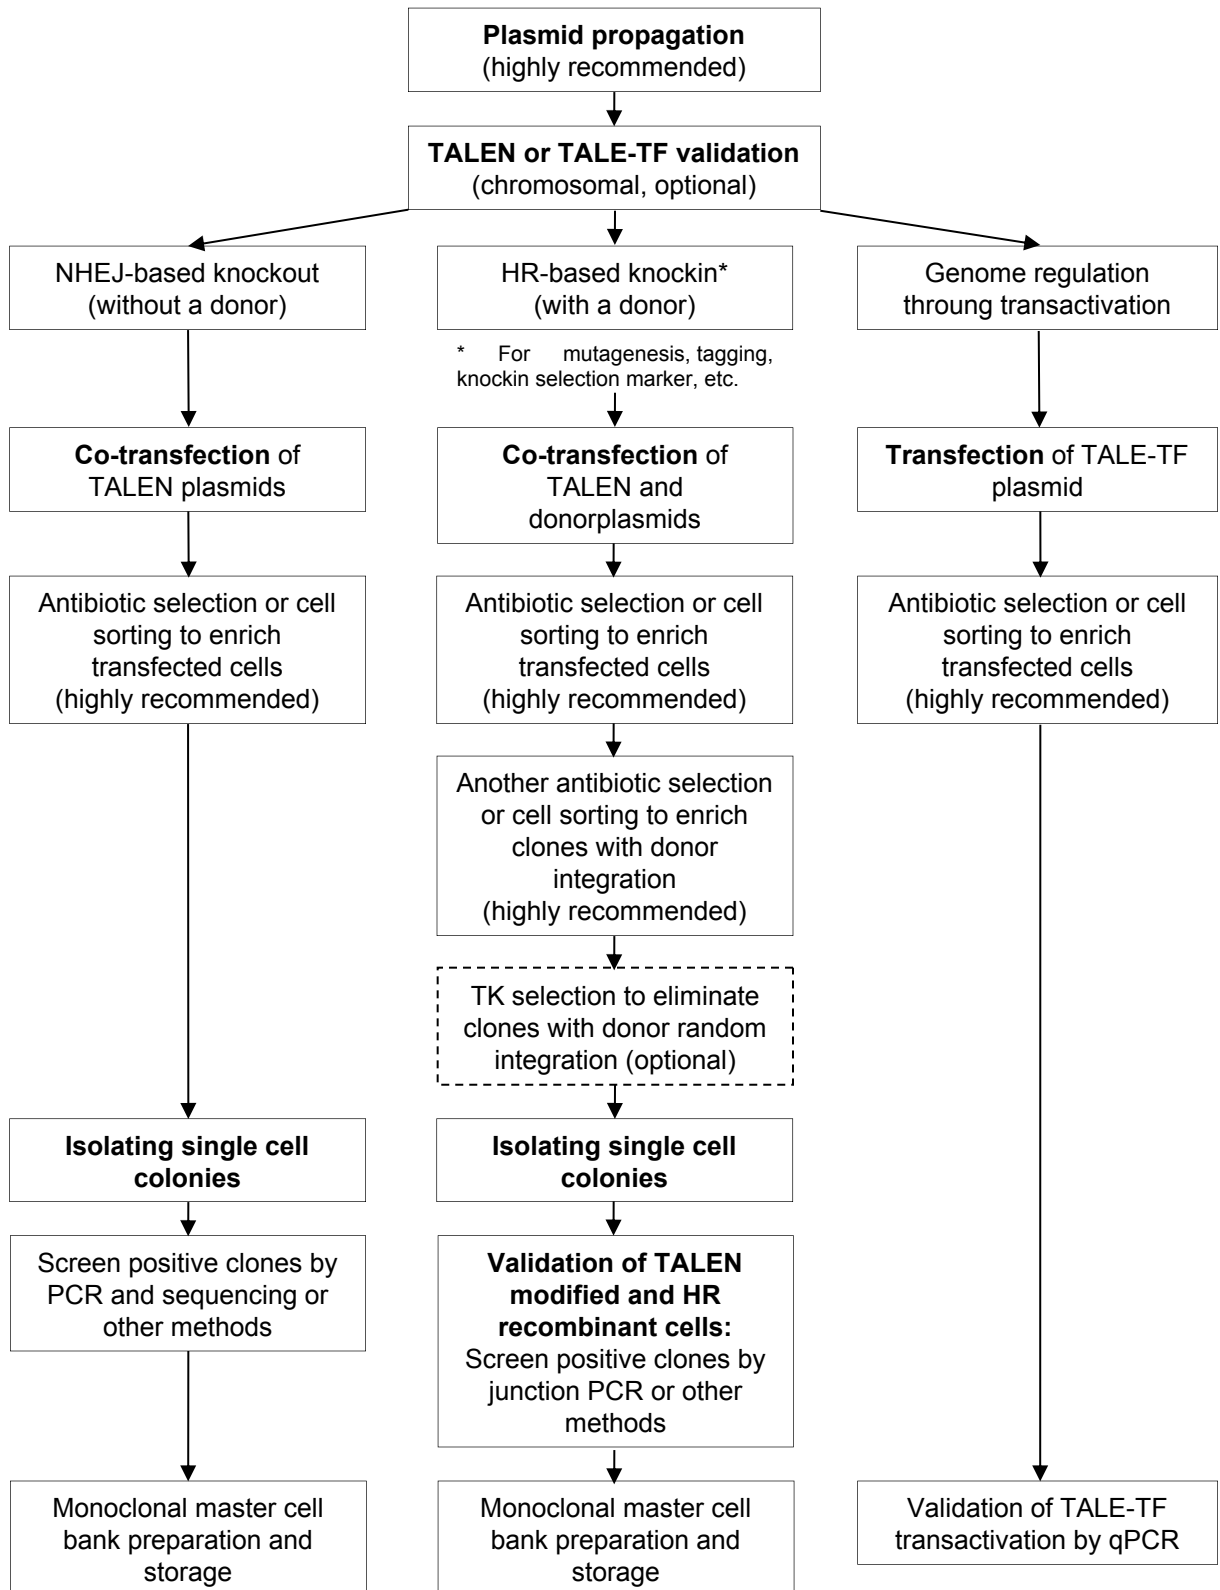 Plasmid propagation
(highly recommended)
TALEN or TALE-TF validation
(chromosomal, optional)
NHEJ-based knockout
(without a donor)
HR-based knockin*
(with a donor)
Genome regulation
throung transactivation
* For mutagenesis, tagging,
knockin selection marker, etc.
Co-transfection of
TALEN plasmids
Co-transfection of
TALEN and
donorplasmids
Transfection of TALE-TF
plasmid
Antibiotic selection or cell
sorting to enrich
transfected cells
(highly recommended)
Antibiotic selection or cell
sorting to enrich
transfected cells
(highly recommended)
Antibiotic selection or cell
sorting to enrich
transfected cells
(highly recommended)
Another antibiotic selection
or cell sorting to enrich
clones with donor
integration
(highly recommended)
TK selection to eliminate
clones with donor random
integration (optional)
Isolating single cell
colonies
Isolating single cell
colonies
Screen positive clones by
PCR and sequencing or
other methods
Validation of TALEN
modified and HR
recombinant cells:
Screen positive clones by
junction PCR or other
methods
Monoclonal master cell
bank preparation and
storage
Monoclonal master cell
bank preparation and
storage
Validation of TALE-TF
transactivation by qPCR